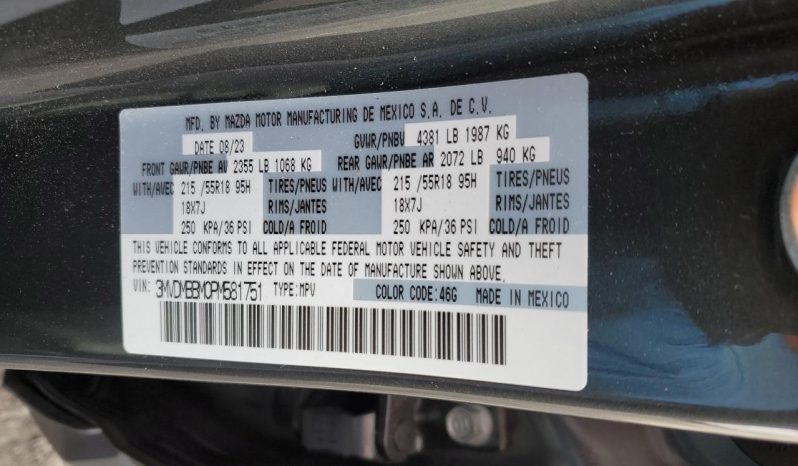 MFD. BY MAZDA MOTOR MANUFACTURING DE MEXICO S.A. DE C.V.
DATE 08/23 GVWR/PNBV 4381 LB 1987 KG
FRONT GAWR/PNBE AV 2355 LB 1068 KG REAR GAWR/PNBE AR 2072 LB 940 KG
WITH/AVEC 215 /55R18 95H TIRES/PNEUS WITH/AVEC 215 /55R18 95H TIRES/PNEUS
18X7J RIMS/JANTES 18X7J RIMS/JANTES
250 KPA/36 PSI COLD/A FROID 250 KPA/36 PSI COLD/A FROID
THIS VEHICLE CONFORMS TO ALL APPLICABLE FEDERAL MOTOR VEHICLE SAFETY AND THEFT
PREVENTION STANDARDS IN EFFECT ON THE DATE OF MANUFACTURE SHOWN ABOVE.
VIN: 3MVDMBBM0PM581751 TYPE:MPV COLOR CODE:46G MADE IN MEXICO